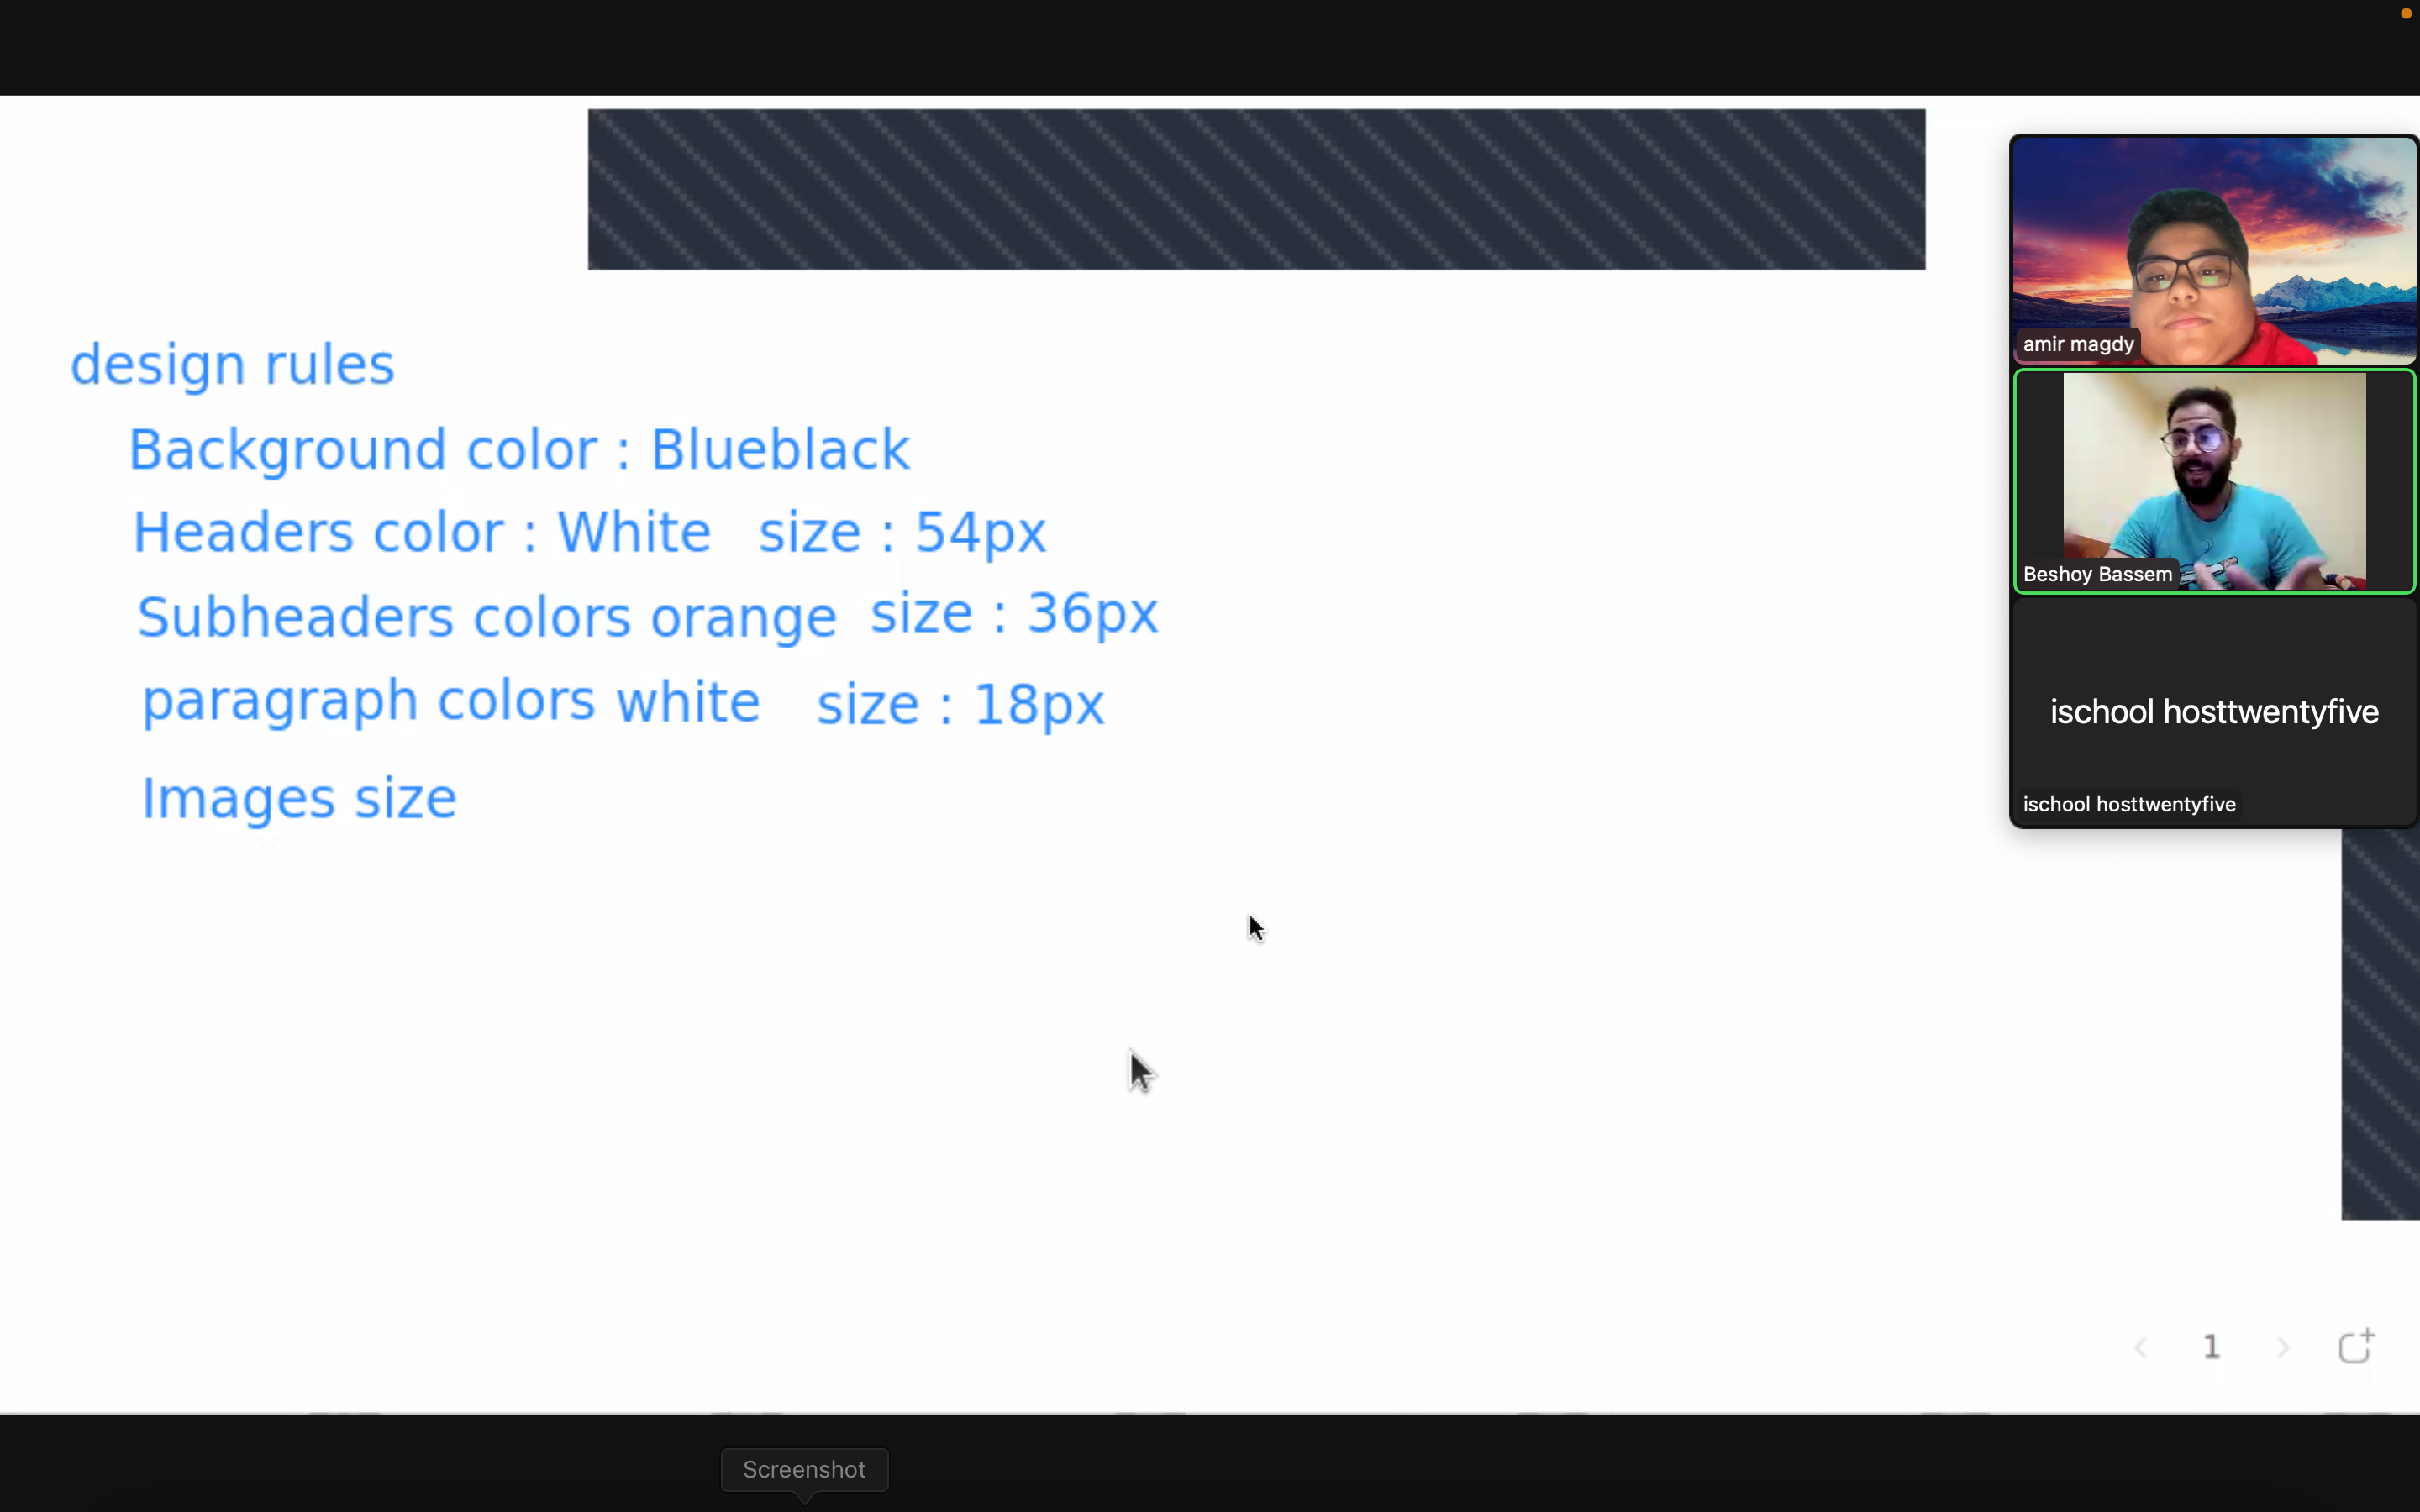 design rules
Background color : Blueblack
Headers color : White size : 54px
Subheaders colors orange size : 36px
paragraph colors white size : 18px
Images size
amir magdy
Beshoy Bassem
ischool hosttwentyfive
ischool hosttwentyfive
1
Screenshot